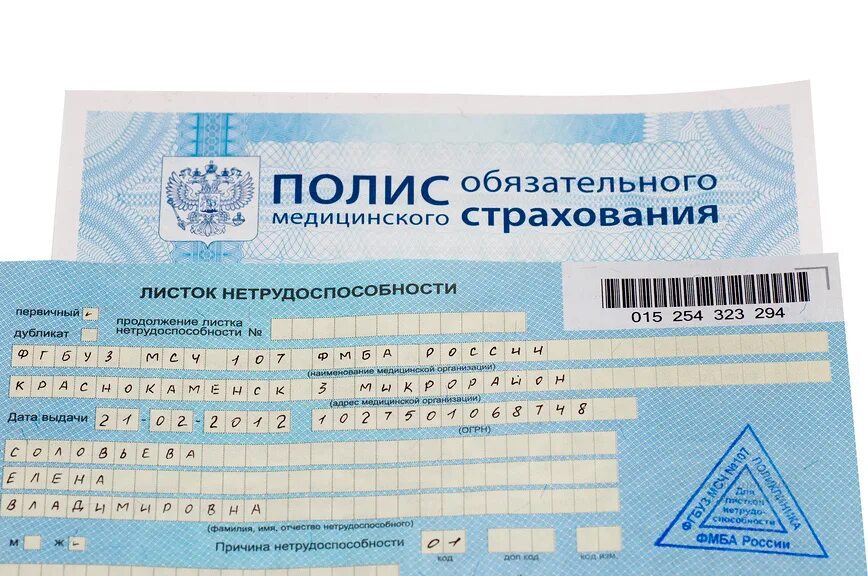 ПОЛИС обязательного
медицинского страхования
ЛИСТОК НЕТРУДОСПОСОБНОСТИ
015 254 323 294
первичный
продолжение листка
дубликат
нетрудоспособности №
ФГБУЗ МСЧ 107 ФМБА РОССИИ
(наименование медицинской организации)
КРАСНОКАМЕНСК 3 МИКРОРАЙОН
(адрес медицинской организации)
Дата выдачи 21-02-2012 1027501068748
(ОГРН)
СОЛОВЬЕВА
ЕЛЕНА
ВЛАДИМИРОВНА
(фамилия, имя, отчество нетрудоспособного)
м ж Причина нетрудоспособности 01
код доп код код изм.
ФГБУЗ МСЧ №107
ПОЛИКЛИНИКА
Для
листков
нетрудо-
способности
ФМБА России